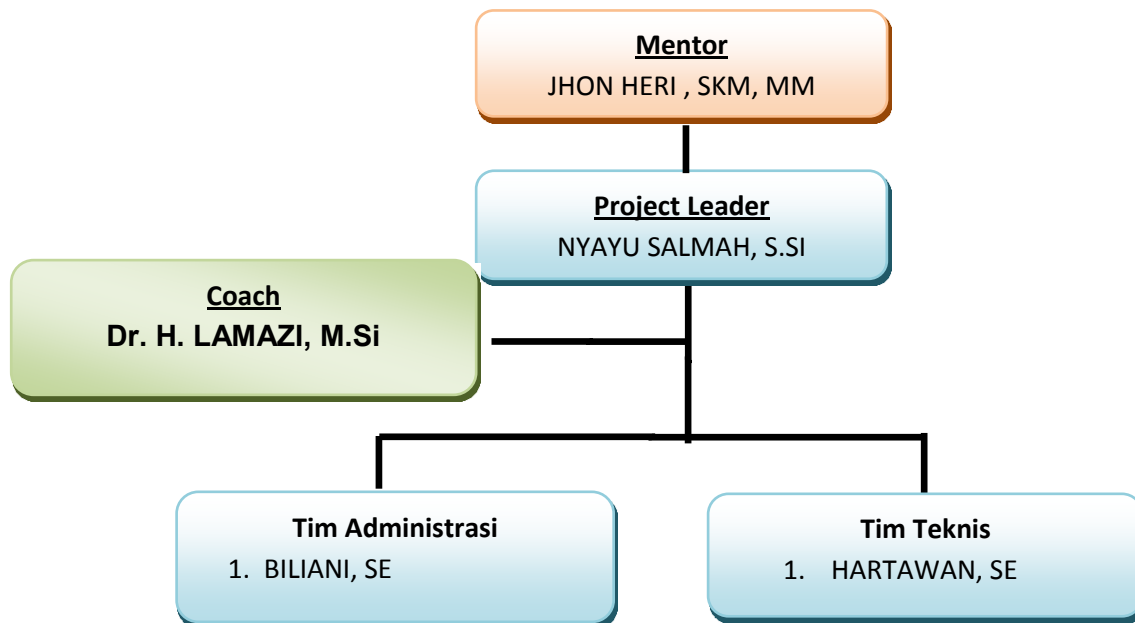 Mentor
JHON HERI , SKM, MM
Project Leader
NYAYU SALMAH, S.SI
Coach
Dr. H. LAMAZI, M.Si
Tim Administrasi
1. BILIANI, SE
Tim Teknis
1. HARTAWAN, SE